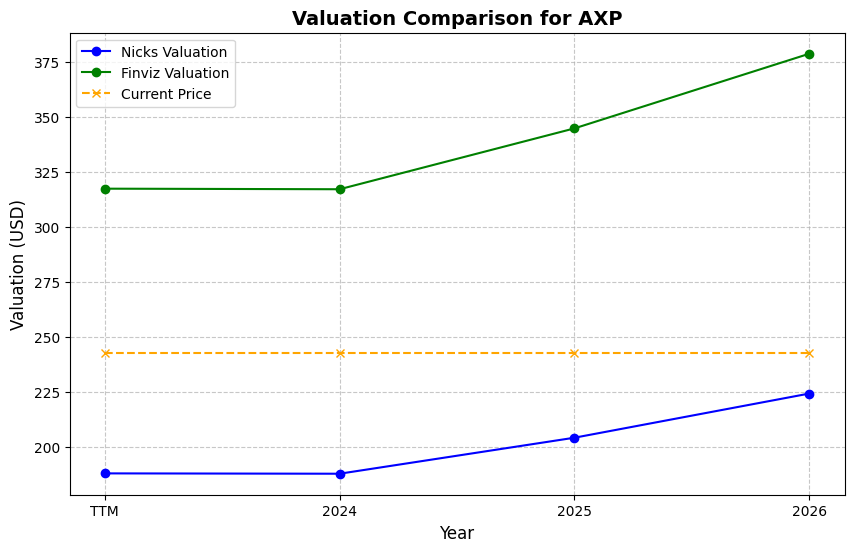 Valuation Comparison for AXP
Nicks Valuation
Finviz Valuation
Current Price
Valuation (USD)
375
350
325
300
275
250
225
200
TTM 2024 2025 2026
Year